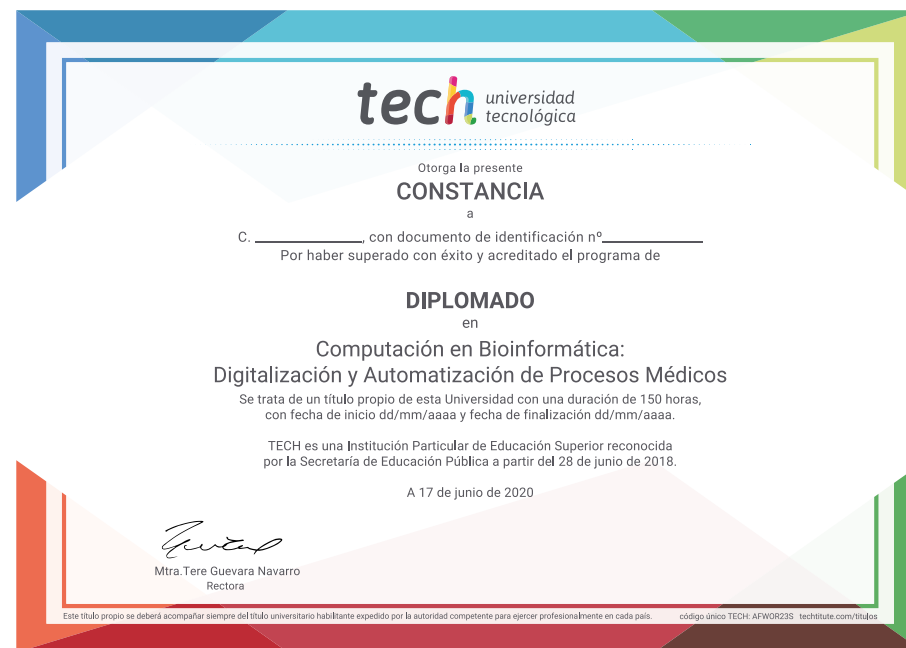 tech universidad
tecnológica
Otorga la presente
CONSTANCIA
a
C. ____________, con documento de identificación nº____________
Por haber superado con éxito y acreditado el programa de
DIPLOMADO
en
Computación en Bioinformática:
Digitalización y Automatización de Procesos Médicos
Se trata de un título propio de esta Universidad con una duración de 150 horas,
con fecha de inicio dd/mm/aaaa y fecha de finalización dd/mm/aaaa.
TECH es una Institución Particular de Educación Superior reconocida
por la Secretaría de Educación Pública a partir del 28 de junio de 2018.
A 17 de junio de 2020
Mtra.Tere Guevara Navarro
Rectora
Este título propio se deberá acompañar siempre del título universitario habilitante expedido por la autoridad competente para ejercer profesionalmente en cada país. código único TECH: AFWOR23S techtitute.com/titulos